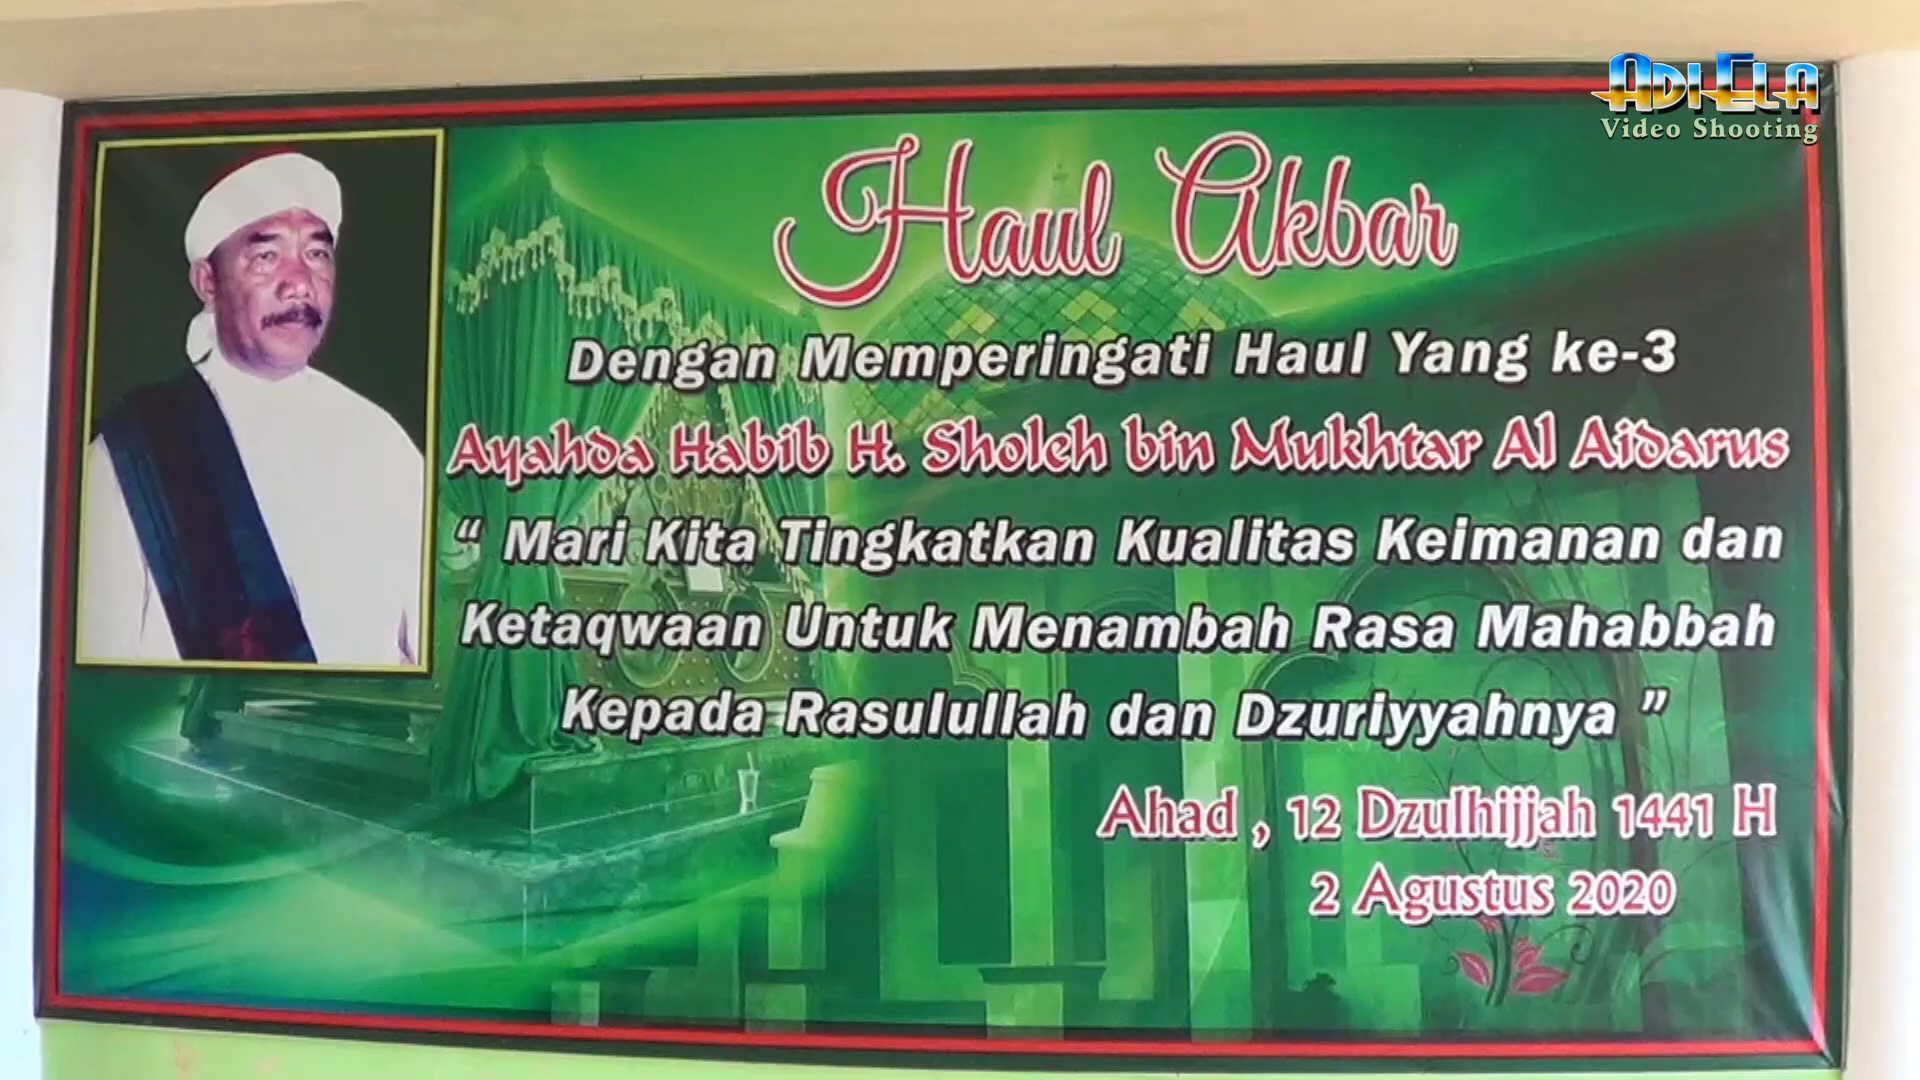 ADI ELA
Video Shooting
Haul Akbar
Dengan Memperingati Haul Yang ke-3
Ayahda Habib H. Sholeh bin Mukhtar Al Aidarus
“ Mari Kita Tingkatkan Kualitas Keimanan dan
Ketaqwaan Untuk Menambah Rasa Mahabbah
Kepada Rasulullah dan Dzuriyyahnya ”
Ahad , 12 Dzulhijjah 1441 H
2 Agustus 2020